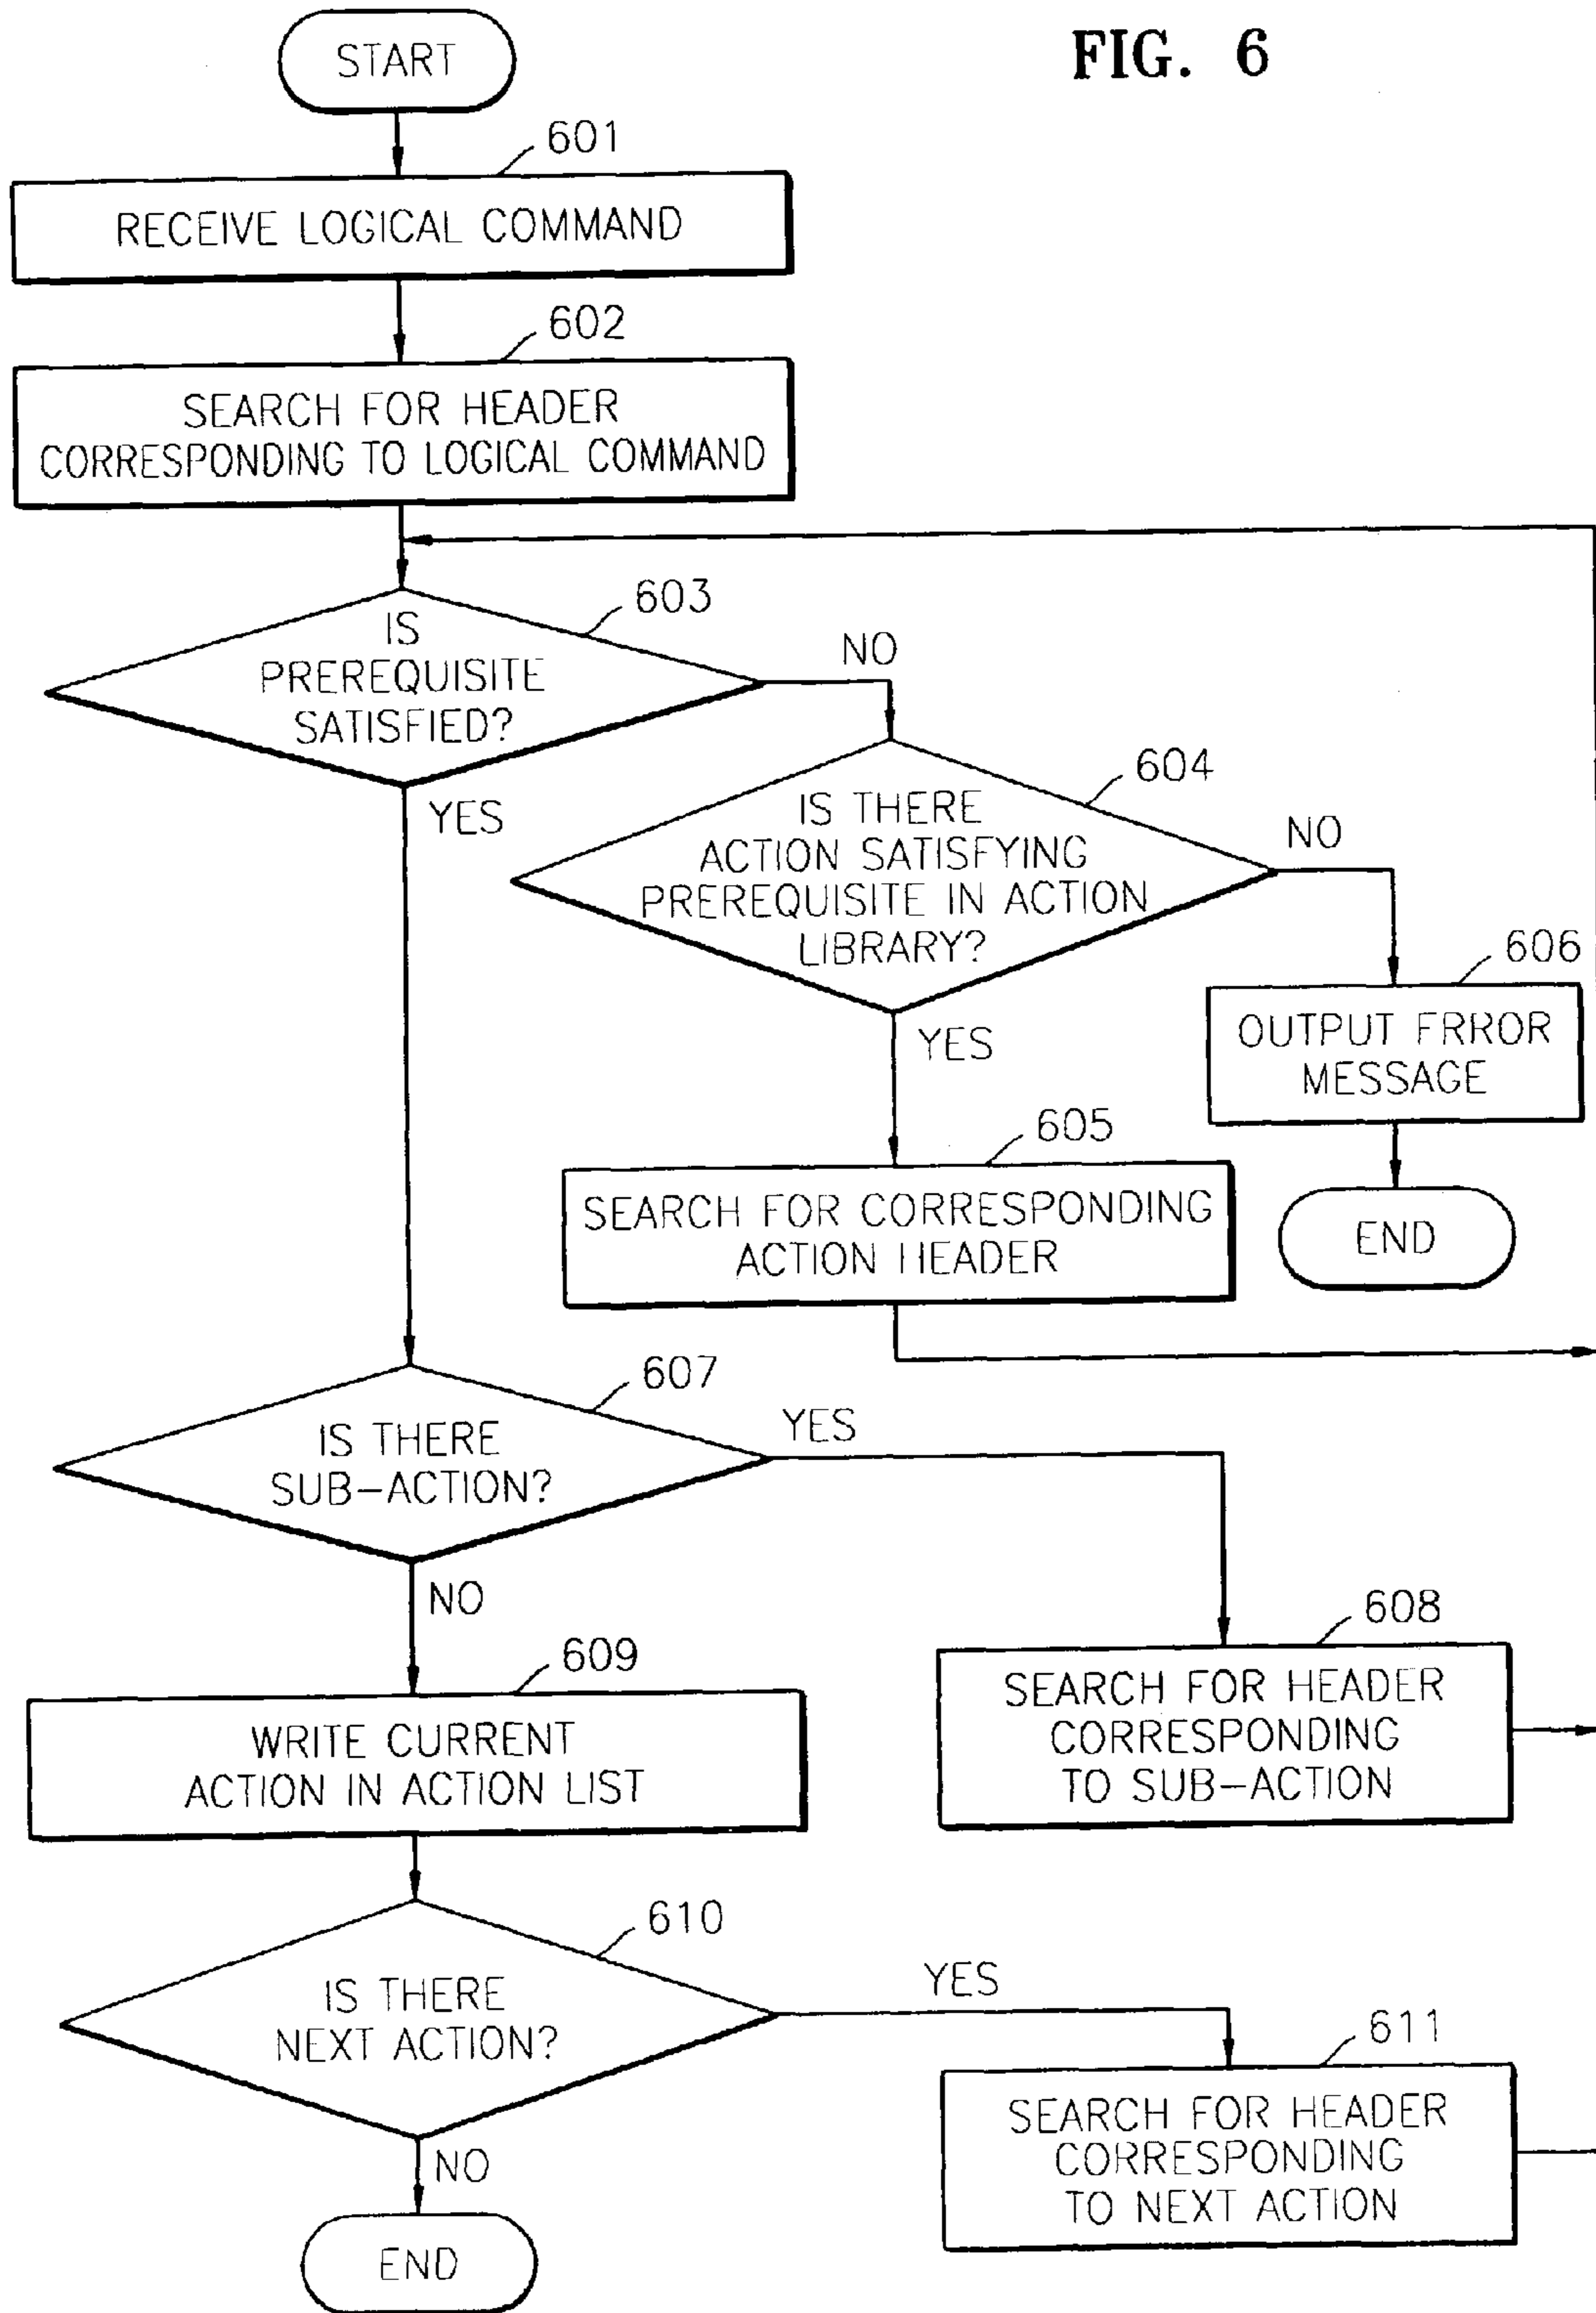 FIG. 6
START
601
RECEIVE LOGICAL COMMAND
602
SEARCH FOR HEADER
CORRESPONDING TO LOGICAL COMMAND
603
IS
PREREQUISITE
SATISFIED?
NO
YES
604
IS THERE
ACTION SATISFYING
PREREQUISITE IN ACTION
LIBRARY?
NO
YES
606
OUTPUT FRROR
MESSAGE
END
605
SEARCH FOR CORRESPONDING
ACTION HEADER
607
IS THERE
SUB-ACTION?
YES
NO
608
SEARCH FOR HEADER
CORRESPONDING
TO SUB-ACTION
609
WRITE CURRENT
ACTION IN ACTION LIST
610
IS THERE
NEXT ACTION?
YES
NO
611
SEARCH FOR HEADER
CORRESPONDING
TO NEXT ACTION
END